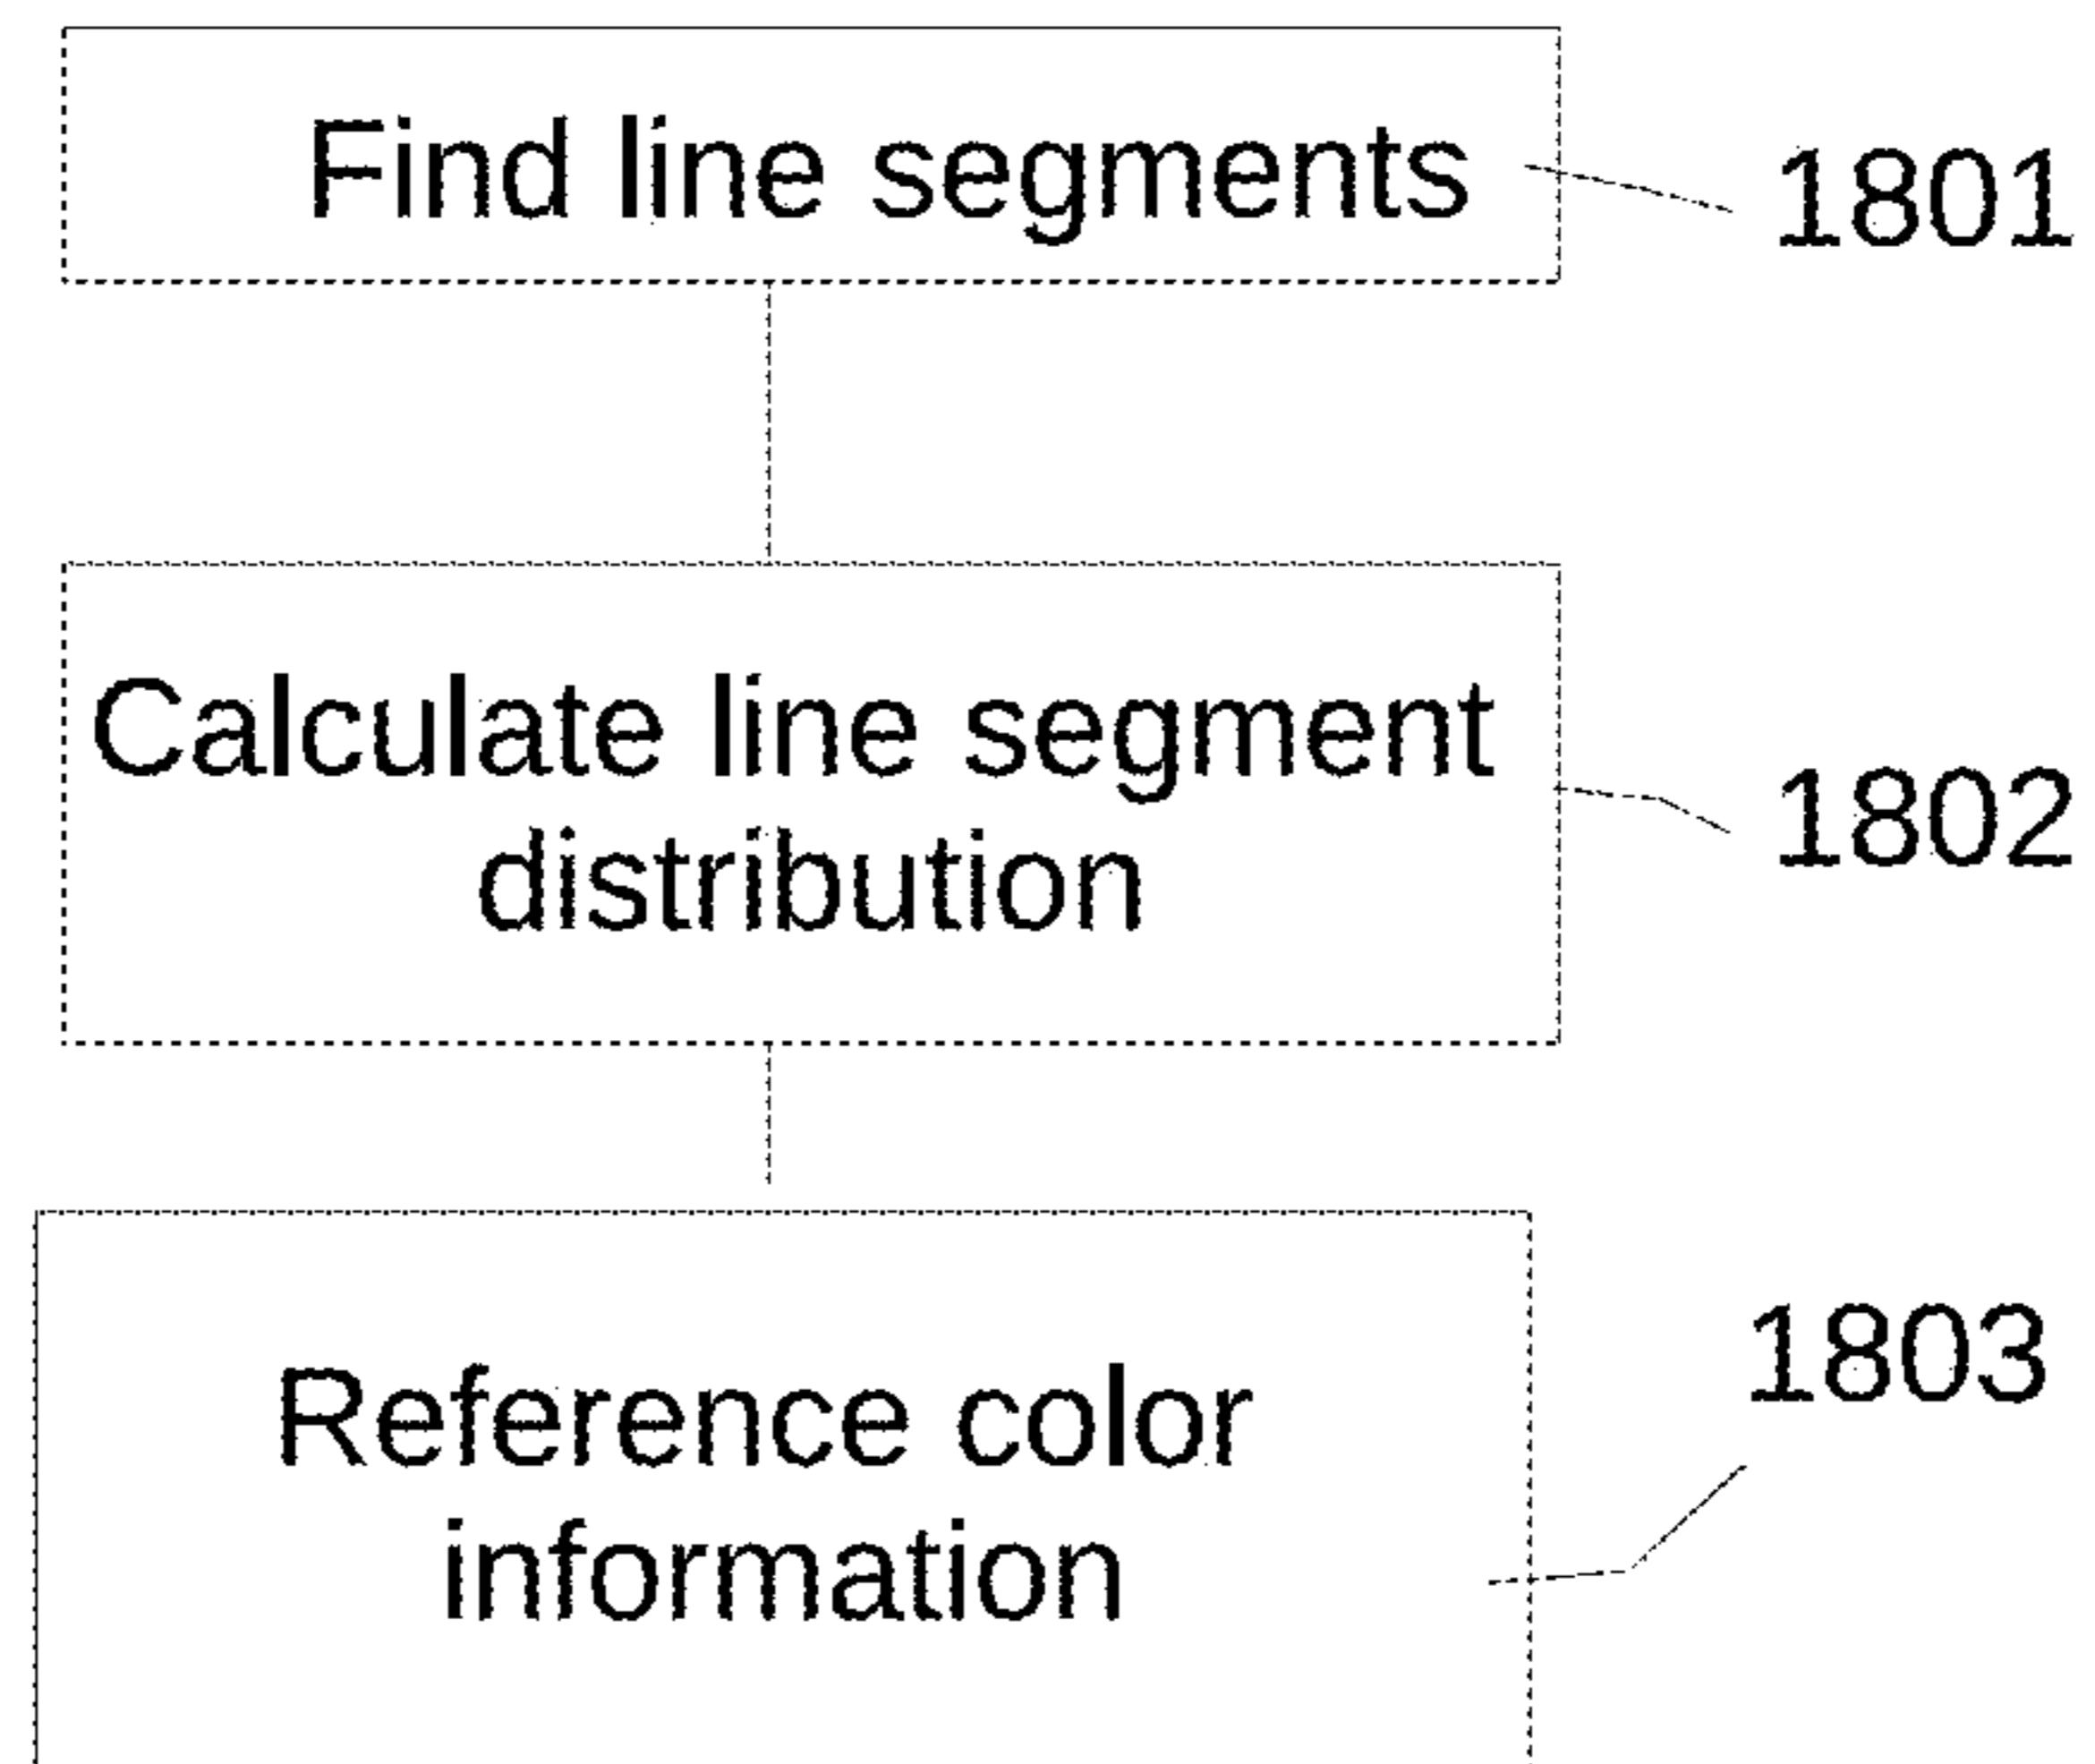 Find line segments
1801
Calculate line segment
distribution
1802
Reference color
information
1803